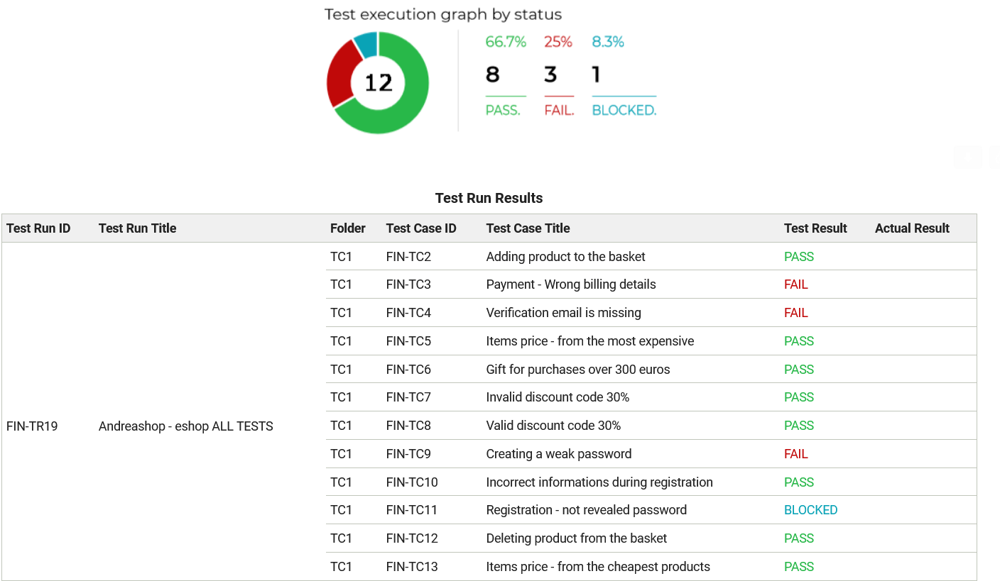 Test execution graph by status
12
66.7% 25% 8.3%
8 3 1
PASS. FAIL. BLOCKED.
Test Run Results
Test Run ID Test Run Title Folder Test Case ID Test Case Title Test Result Actual Result
TC1 FIN-TC2 Adding product to the basket PASS
TC1 FIN-TC3 Payment - Wrong billing details FAIL
TC1 FIN-TC4 Verification email is missing FAIL
TC1 FIN-TC5 Items price - from the most expensive PASS
TC1 FIN-TC6 Gift for purchases over 300 euros PASS
TC1 FIN-TC7 Invalid discount code 30% PASS
FIN-TR19 Andreashop - eshop ALL TESTS TC1 FIN-TC8 Valid discount code 30% PASS
TC1 FIN-TC9 Creating a weak password FAIL
TC1 FIN-TC10 Incorrect informations during registration PASS
TC1 FIN-TC11 Registration - not revealed password BLOCKED
TC1 FIN-TC12 Deleting product from the basket PASS
TC1 FIN-TC13 Items price - from the cheapest products PASS